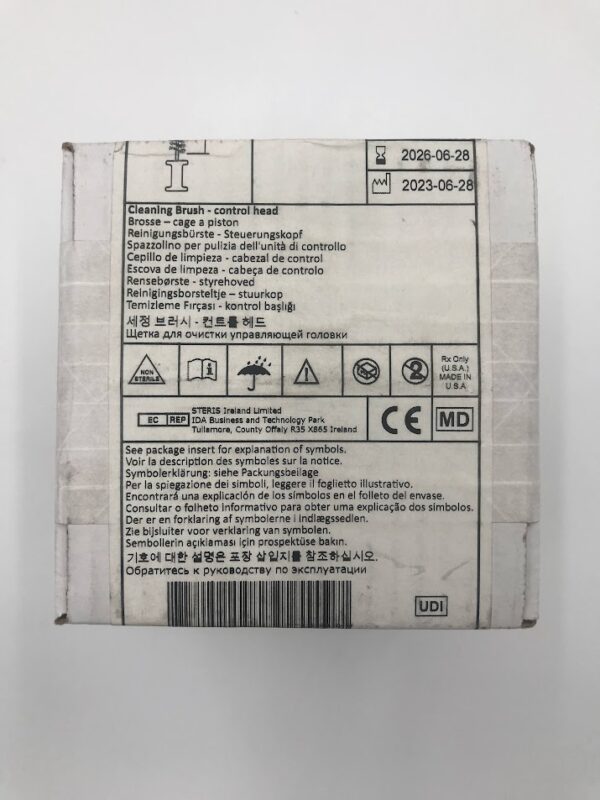 2026-06-28
2023-06-28
Cleaning Brush - control head
Brosse – cage a piston
Reinigungsbürste - Steuerungskopf
Spazzolino per pulizia dell'unità di controllo
Cepillo de limpieza - cabezal de control
Escova de limpeza - cabeça de controlo
Rensebørste - styrehoved
Reinigingsborsteltje – stuurkop
Temizleme Fırçası - kontrol başlığı
세정 브러시 - 컨트롤 헤드
Щетка для очистки управляющей головки
NON
STERILE
i
2
Rx Only
(U.S.A.)
MADE IN
U.S.A
EC REP
STERIS Ireland Limited
IDA Business and Technology Park
Tullamore, County Offaly R35 X865 Ireland
CE
MD
See package insert for explanation of symbols.
Voir la description des symboles sur la notice.
Symbolerklärung: siehe Packungsbeilage
Per la spiegazione dei simboli, leggere il foglietto illustrativo.
Encontrará una explicación de los símbolos en el folleto del envase.
Consultar o folheto informativo para obter uma explicação dos símbolos.
Der er en forklaring af symbolerne i indlægssedlen.
Zie bijsluiter voor verklaring van symbolen.
Sembollerin açıklaması için prospektüse bakın.
기호에 대한 설명은 포장 삽입지를 참조하십시오.
Обратитесь к руководству по эксплуатации
UDI